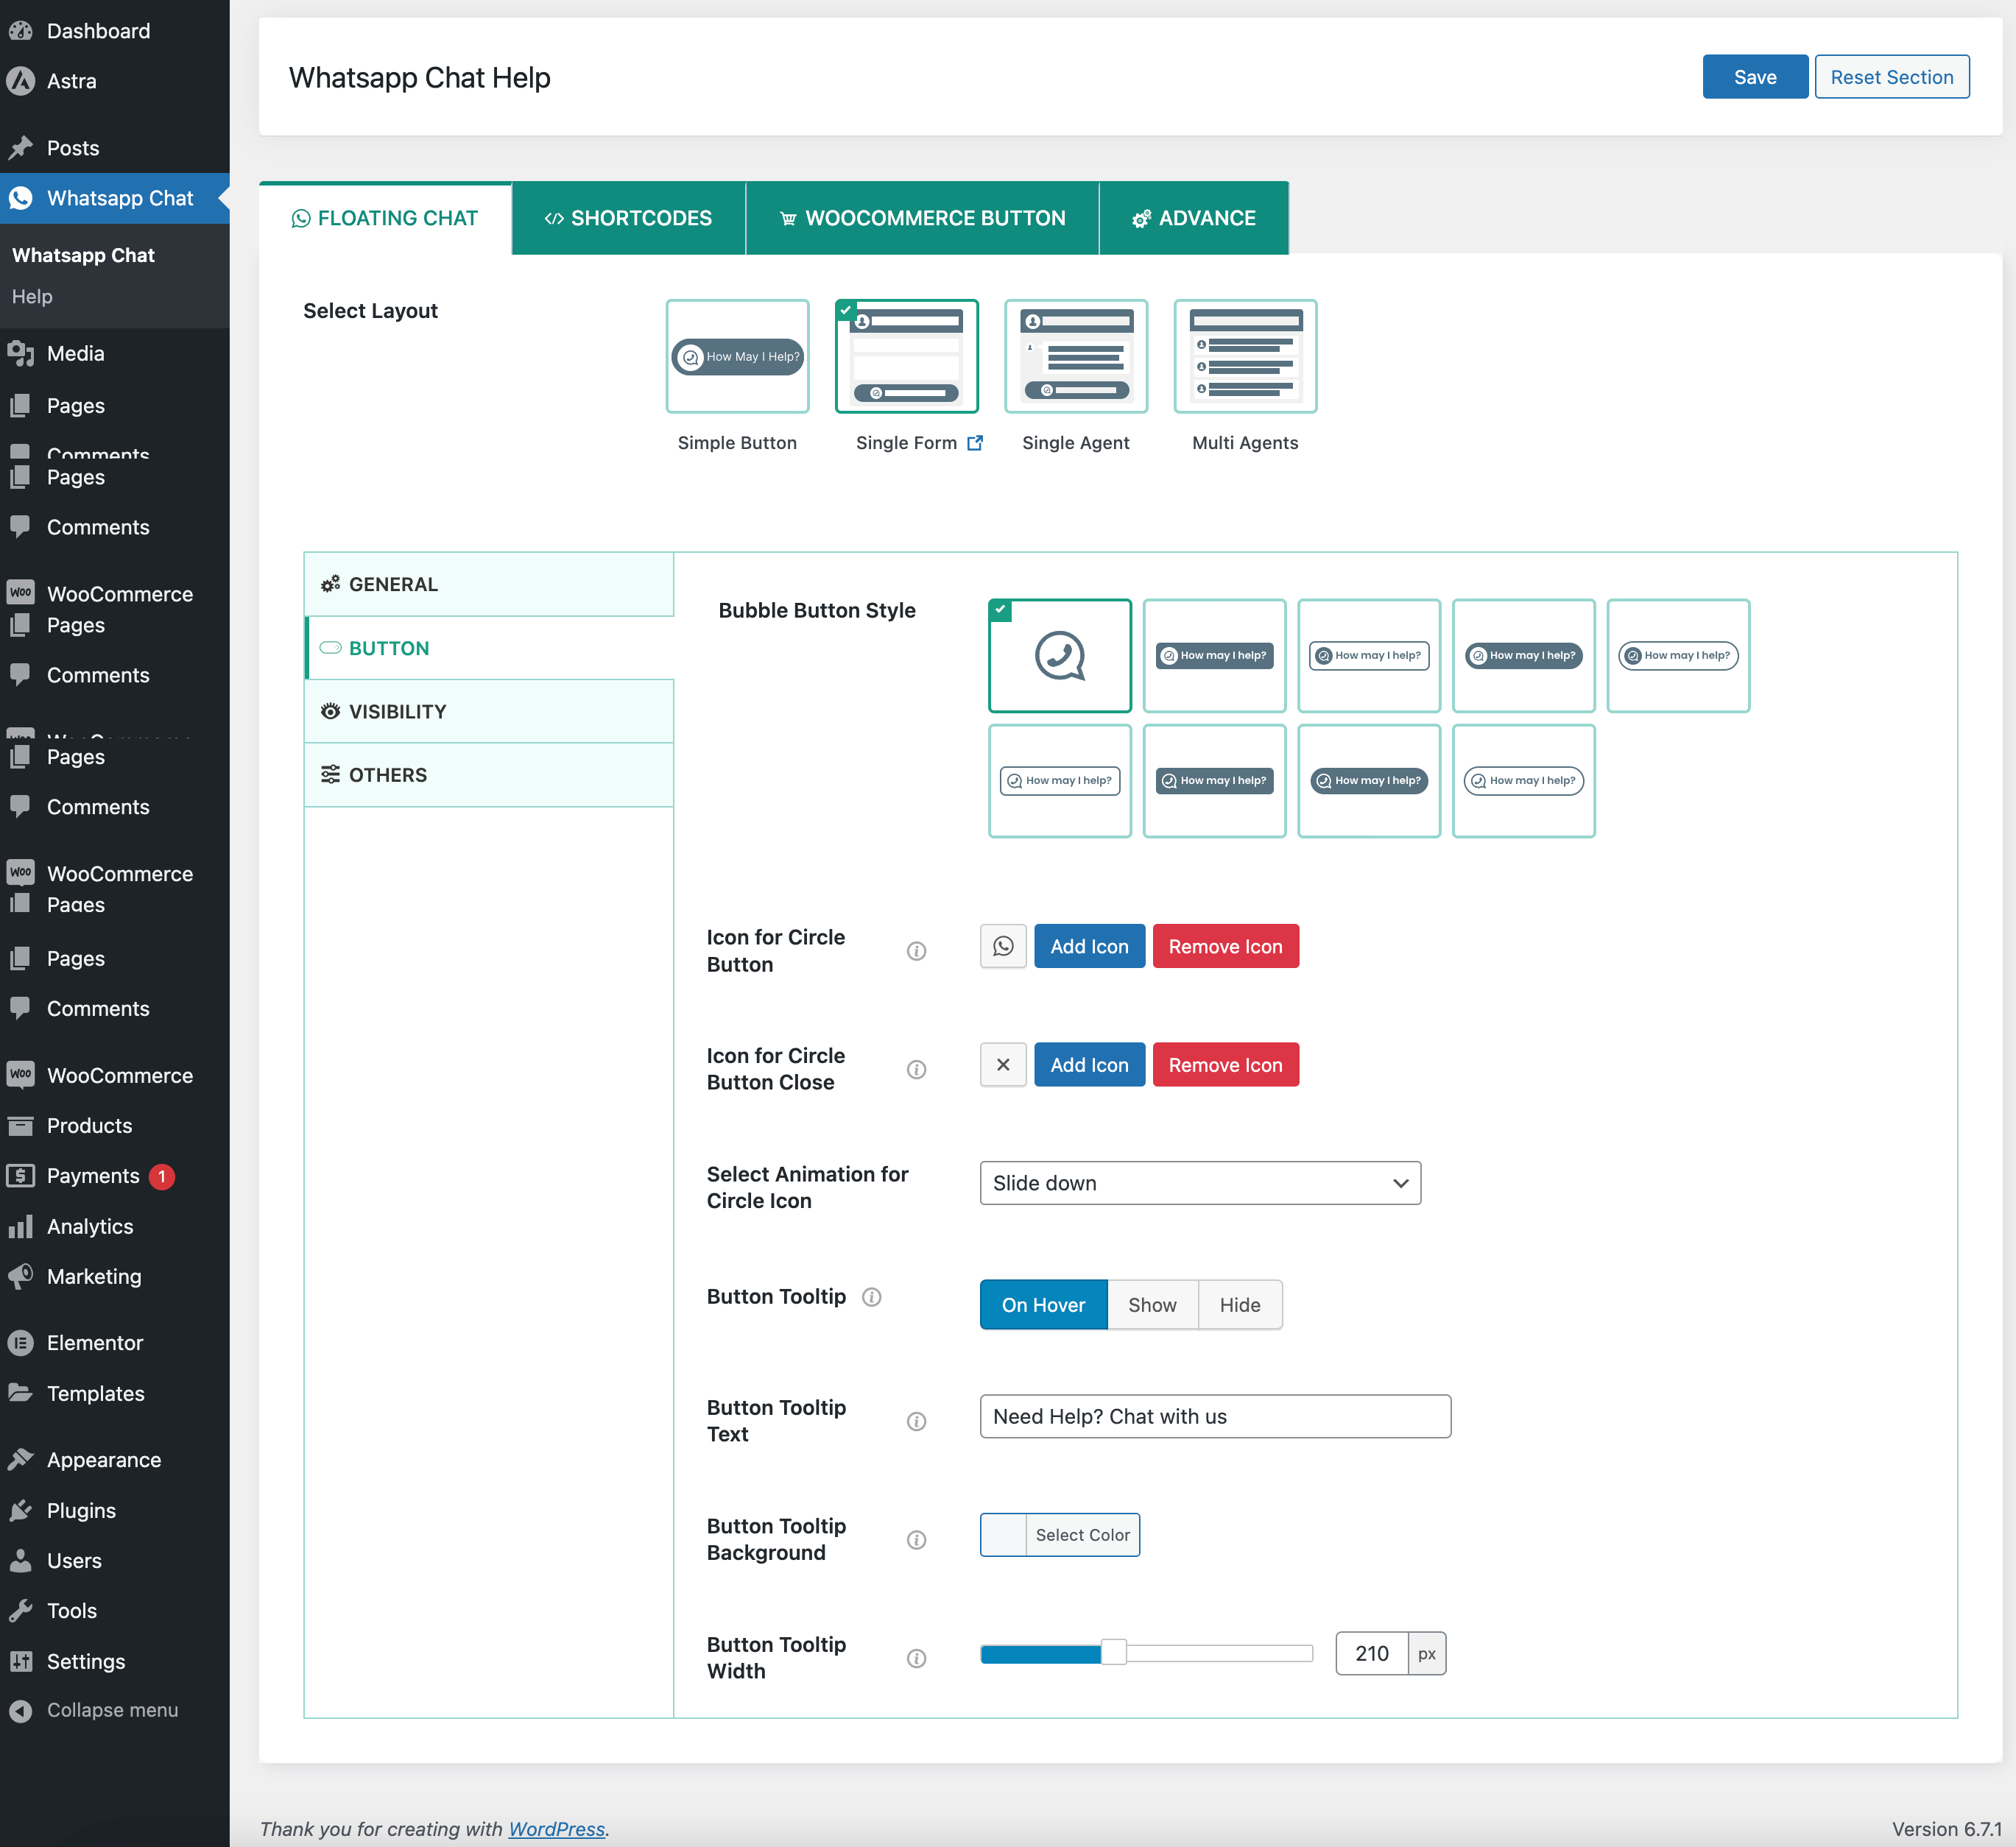 Dashboard
Astra
Posts
Whatsapp Chat
Whatsapp Chat
Help
Media
Pages
Comments
Pages
Comments
WooCommerce
Pages
Comments
WooCommerce
Pages
Comments
WooCommerce
Pages
Pages
Comments
WooCommerce
Products
Payments 1
Analytics
Marketing
Elementor
Templates
Appearance
Plugins
Users
Tools
Settings
Collapse menu
Whatsapp Chat Help
Save
Reset Section
FLOATING CHAT
SHORTCODES
WOOCOMMERCE BUTTON
ADVANCE
Select Layout
How May I Help?
Simple Button
Single Form
Single Agent
Multi Agents
GENERAL
BUTTON
VISIBILITY
OTHERS
Bubble Button Style
How may I help?
How may I help?
How may I help?
How may I help?
How may I help?
How may I help?
How may I help?
How may I help?
Icon for Circle
Button
Add Icon
Remove Icon
Icon for Circle
Button Close
Add Icon
Remove Icon
Select Animation for
Circle Icon
Slide down
Button Tooltip
On Hover
Show
Hide
Button Tooltip
Text
Need Help? Chat with us
Button Tooltip
Background
Select Color
Button Tooltip
Width
210 px
Thank you for creating with WordPress.
Version 6.7.1